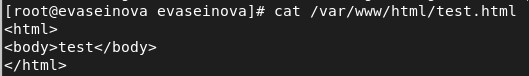 [root@evaseinova evaseinova]# cat /var/www/html/test.html
<html>
<body>test</body>
</html>